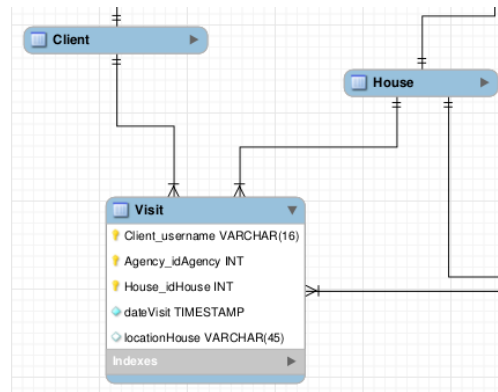 Client
House
Visit
Client_username VARCHAR(16)
Agency_idAgency INT
House_idHouse INT
dateVisit TIMESTAMP
locationHouse VARCHAR(45)
Indexes